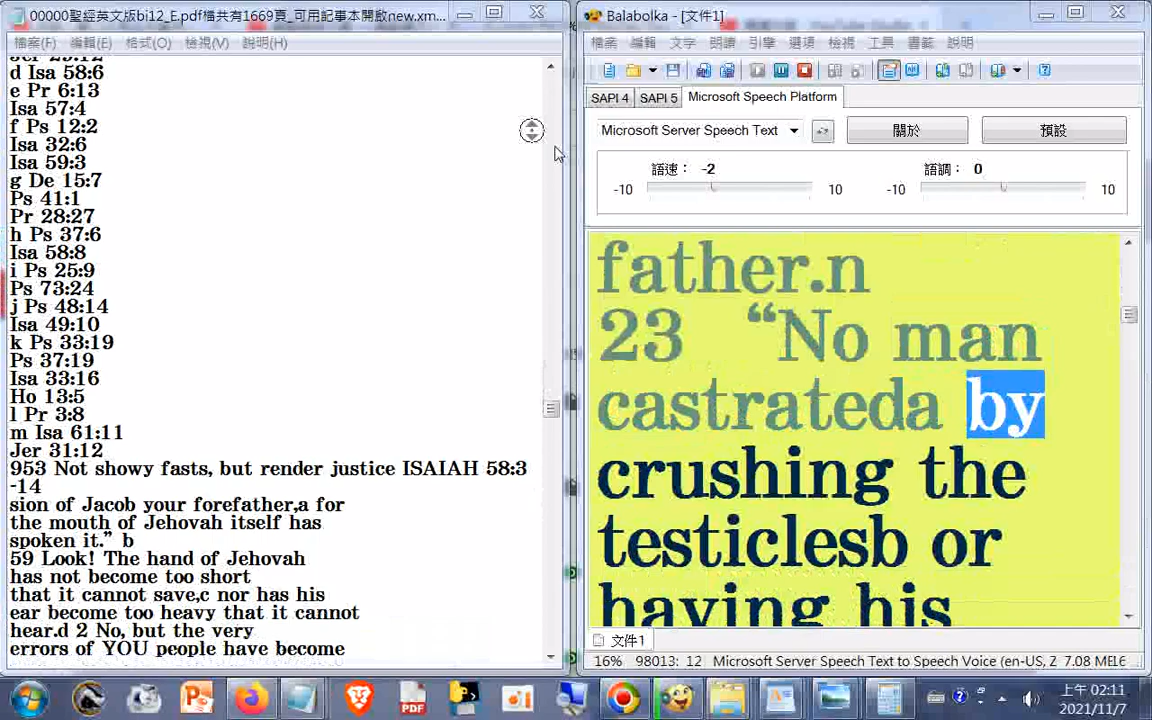 00000聖經英文版bi12_E.pdf檔共有1669頁_可用記事本開啟new.xm...
檔案(F) 編輯(E) 格式(O) 檢視(V) 說明(H)
d Isa 58:6
e Pr 6:13
Isa 57:4
f Ps 12:2
Isa 32:6
Isa 59:3
g De 15:7
Ps 41:1
Pr 28:27
h Ps 37:6
Isa 58:8
i Ps 25:9
Ps 73:24
j Ps 48:14
Isa 49:10
k Ps 33:19
Ps 37:19
Isa 33:16
Ho 13:5
l Pr 3:8
m Isa 61:11
Jer 31:12
953 Not showy fasts, but render justice ISAIAH 58:3
-14
sion of Jacob your forefather,a for
the mouth of Jehovah itself has
spoken it.” b
59 Look! The hand of Jehovah
has not become too short
that it cannot save,c nor has his
ear become too heavy that it cannot
hear.d 2 No, but the very
errors of YOU people have become
Balabolka - [文件1]
檔案 編輯 文字 朗讀 引擎 選項 檢視 工具 書籤 說明
SAPI 4 SAPI 5 Microsoft Speech Platform
Microsoft Server Speech Text 關於 預設
語速： -2 語調： 0
-10 10 -10 10
father.n
23 “No man
castrateda by
crushing the
testiclesb or
having his
文件1
16% 98013: 12 Microsoft Server Speech Text to Speech Voice (en-US, Z 7.08 ME
上午 02:11
2021/11/7